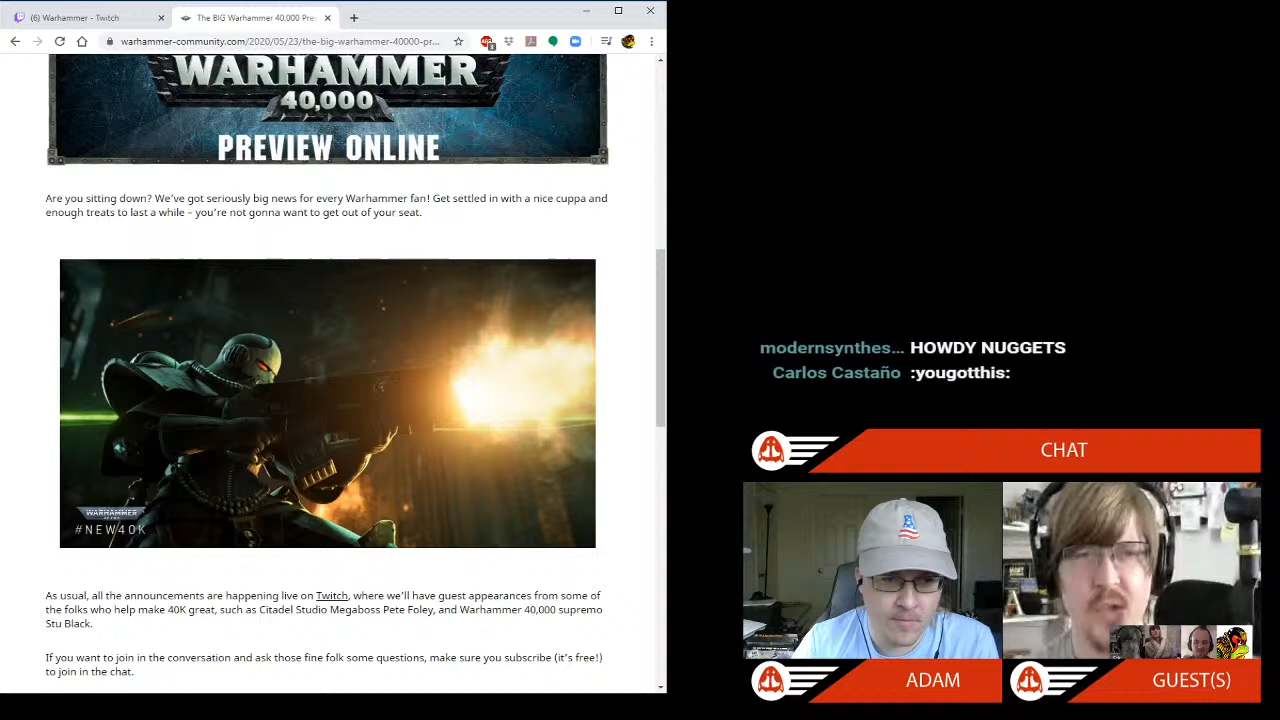 (6) Warhammer - Twitch
The BIG Warhammer 40,000 Pre
warhammer-community.com/2020/05/23/the-big-warhammer-40000-pr...
WARHAMMER
40,000
PREVIEW ONLINE
Are you sitting down? We've got seriously big news for every Warhammer fan! Get settled in with a nice cuppa and
enough treats to last a while – you're not gonna want to get out of your seat.
WARHAMMER
#NEW40K
As usual, all the announcements are happening live on Twitch, where we'll have guest appearances from some of
the folks who help make 40K great, such as Citadel Studio Megaboss Pete Foley, and Warhammer 40,000 supremo
Stu Black.
If you want to join in the conversation and ask those fine folk some questions, make sure you subscribe (it's free!)
to join in the chat.
modernsynthes... HOWDY NUGGETS
Carlos Castaño :yougotthis:
CHAT
ADAM
GUEST(S)